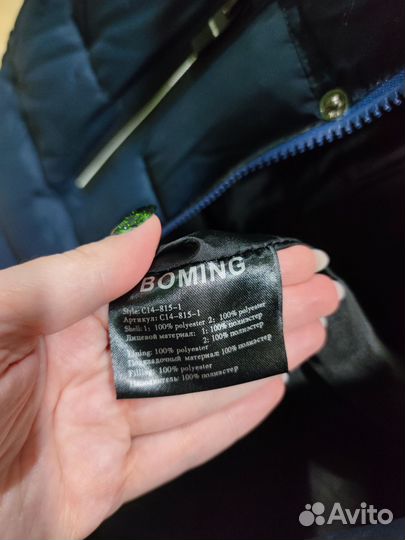 BOMING
Style: C14-815-1
Артикул: C14-815-1
Shell: 1: 100% polyester 2: 100% polyester
Лицевой материал: 1: 100% полиэстер
2: 100% полиэстер
Lining: 100% polyester
Подкладочный материал: 100% полиэстер
Filling: 100% polyester
100% полиэстер
Avito